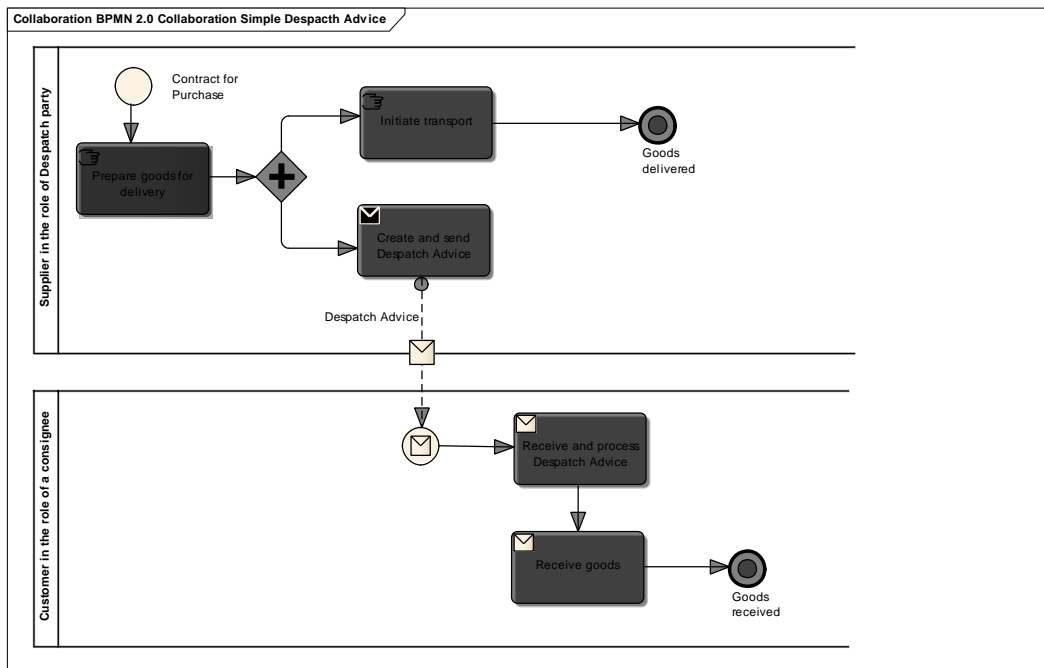 Collaboration BPMN 2.0 Collaboration Simple Despacth Advice
Supplier in the role of Despatch party
Contract for
Purchase
Prepare goods for
delivery
Initiate transport
Goods
delivered
Create and send
Despatch Advice
Despatch Advice
Customer in the role of a consignee
Receive and process
Despatch Advice
Receive goods
Goods
received